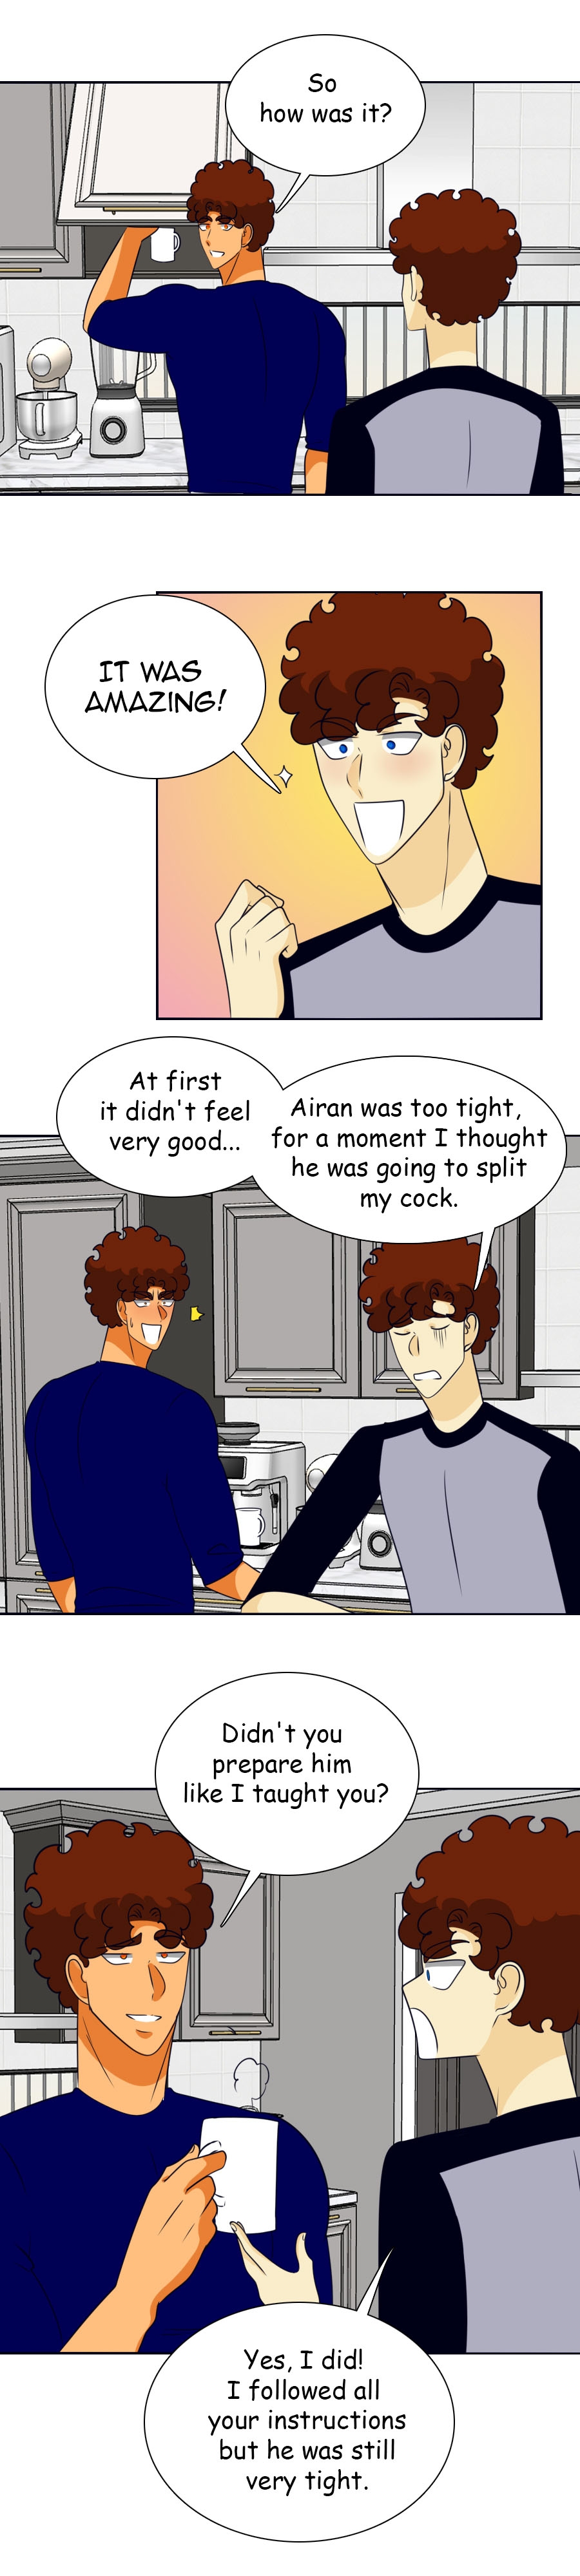 So
how was it?
IT WAS
AMAZING!
At first
it didn't feel
very good...
Airan was too tight,
for a moment I thought
he was going to split
my cock.
Didn't you
prepare him
like I taught you?
Yes, I did!
I followed all
your instructions
but he was still
very tight.